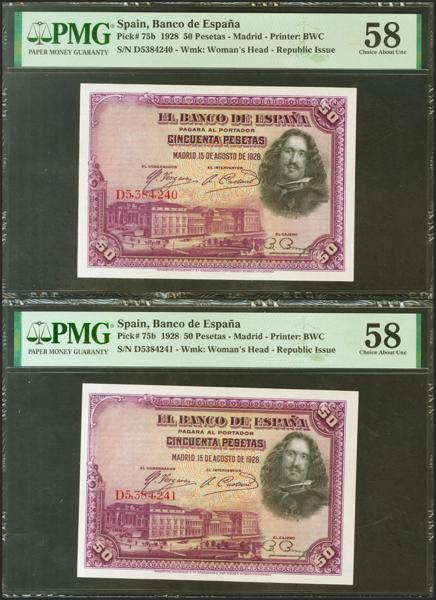 PMG
PAPER MONEY GUARANTY
Spain, Banco de España
Pick# 75b 1928 50 Pesetas - Madrid - Printer: BWC
S/N D5384240 - Wmk: Woman's Head - Republic Issue
58
Choice About Unc
50
EL BANCO DE ESPAÑA
PAGARÁ AL PORTADOR
CINCUENTA PESETAS
MADRID, 15 DE AGOSTO DE 1928
EL GOBERNADOR
EL INTERVENTOR
D5,384,240
EL CAJERO
50
50
PMG
PAPER MONEY GUARANTY
Spain, Banco de España
Pick# 75b 1928 50 Pesetas - Madrid - Printer: BWC
S/N D5384241 - Wmk: Woman's Head - Republic Issue
58
Choice About Unc
50
EL BANCO DE ESPAÑA
PAGARÁ AL PORTADOR
CINCUENTA PESETAS
MADRID, 15 DE AGOSTO DE 1928
EL GOBERNADOR
EL INTERVENTOR
D5,384,241
EL CAJERO
50
50